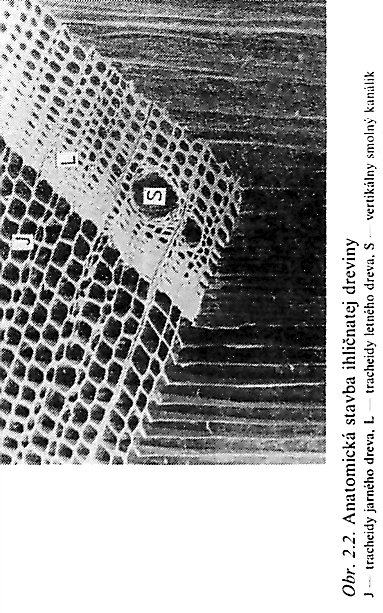 J
L
S
Obr. 2.2. Anatomická stavba ihličnatej dreviny
J — tracheidy jarného dreva, L — tracheidy letného dreva, S — vertikálny smolný kanálik